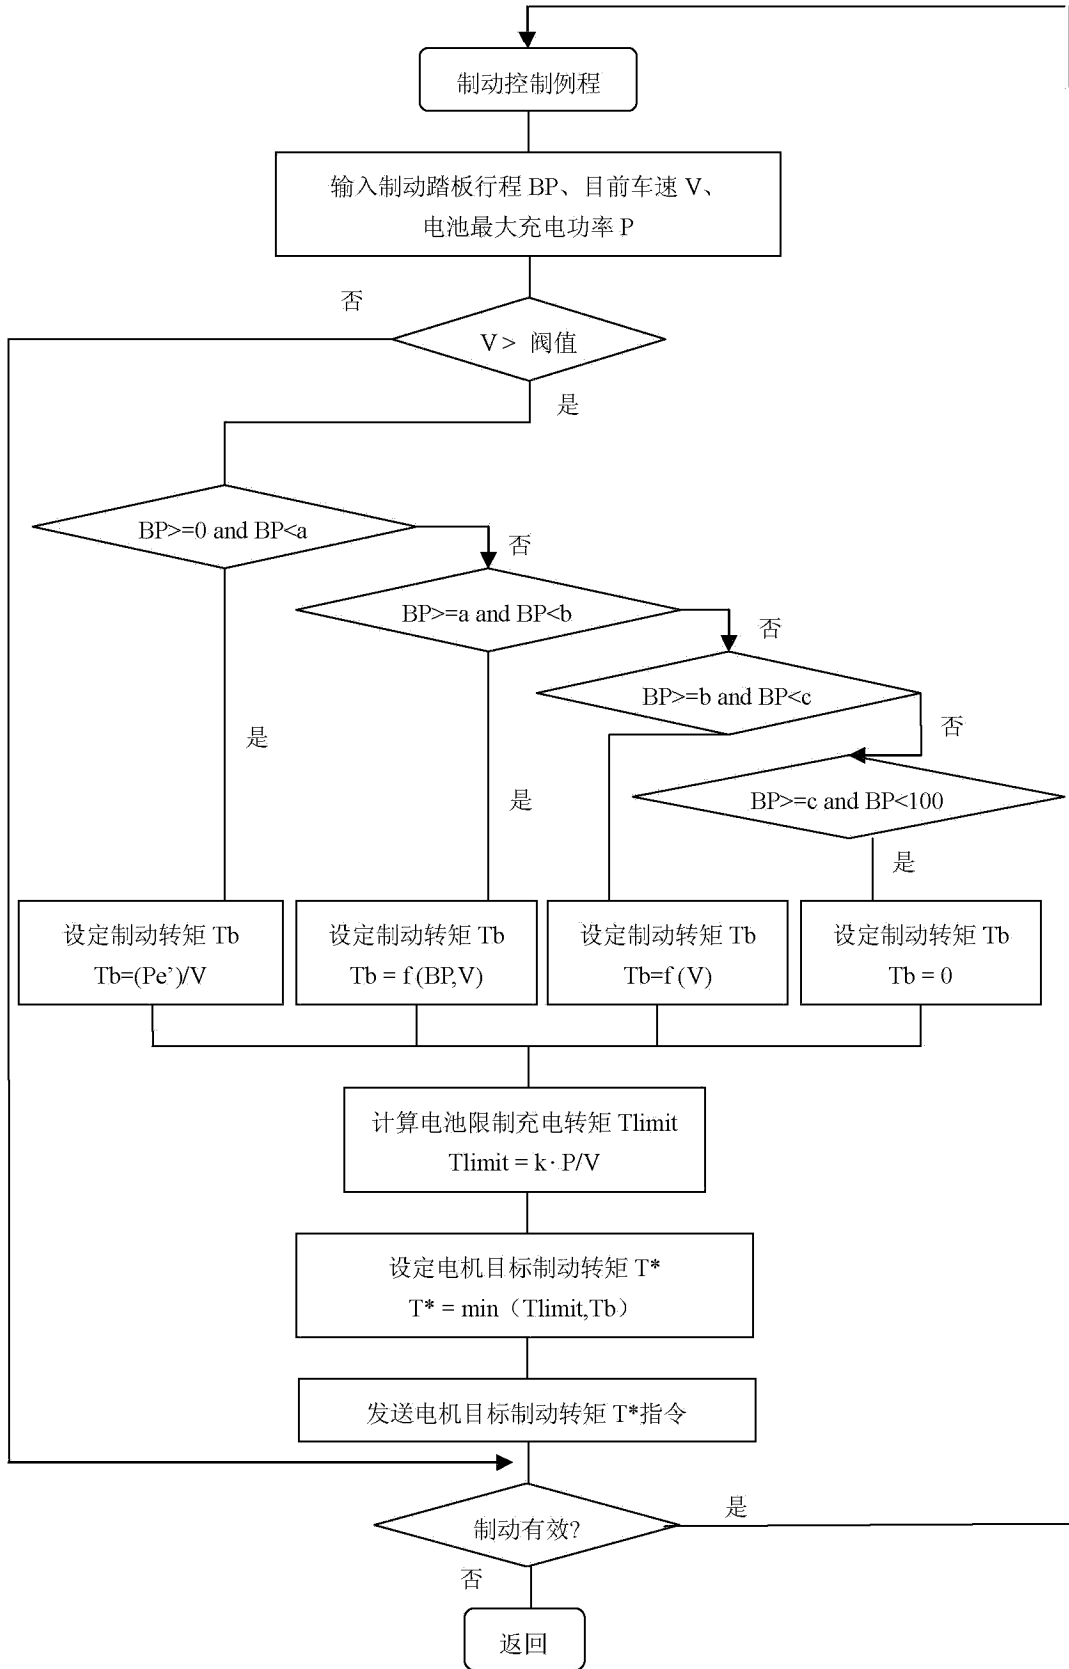 制动控制例程
输入制动踏板行程 BP、目前车速 V、
电池最大充电功率 P
否
V > 阀值
是
BP>=0 and BP<a
否
BP>=a and BP<b
否
BP>=b and BP<c
否
是
是
BP>=c and BP<100
是
设定制动转矩 Tb
Tb=(Pe’)/V
设定制动转矩 Tb
Tb = f (BP,V)
设定制动转矩 Tb
Tb=f (V)
设定制动转矩 Tb
Tb = 0
计算电池限制充电转矩 Tlimit
Tlimit = k · P/V
设定电机目标制动转矩 T*
T* = min（Tlimit,Tb）
发送电机目标制动转矩 T*指令
制动有效?
是
否
返回